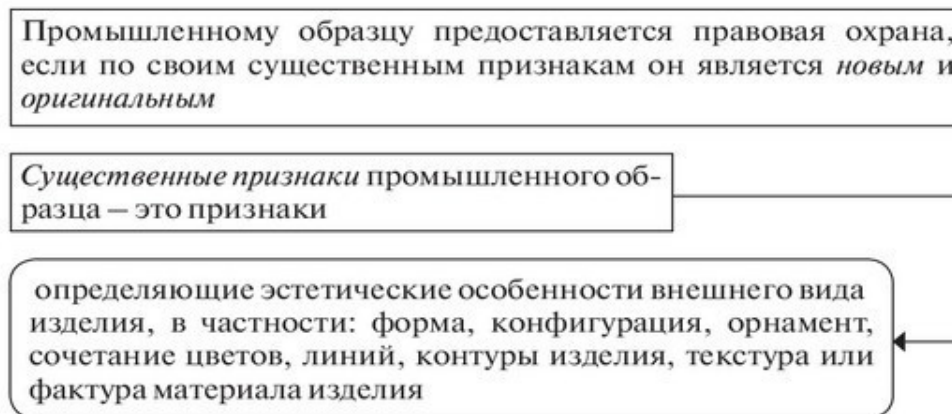 Промышленному образцу предоставляется правовая охрана,
если по своим существенным признакам он является новым и
оригинальным
Существенные признаки промышленного об-
разца — это признаки
определяющие эстетические особенности внешнего вида
изделия, в частности: форма, конфигурация, орнамент,
сочетание цветов, линий, контуры изделия, текстура или
фактура материала изделия